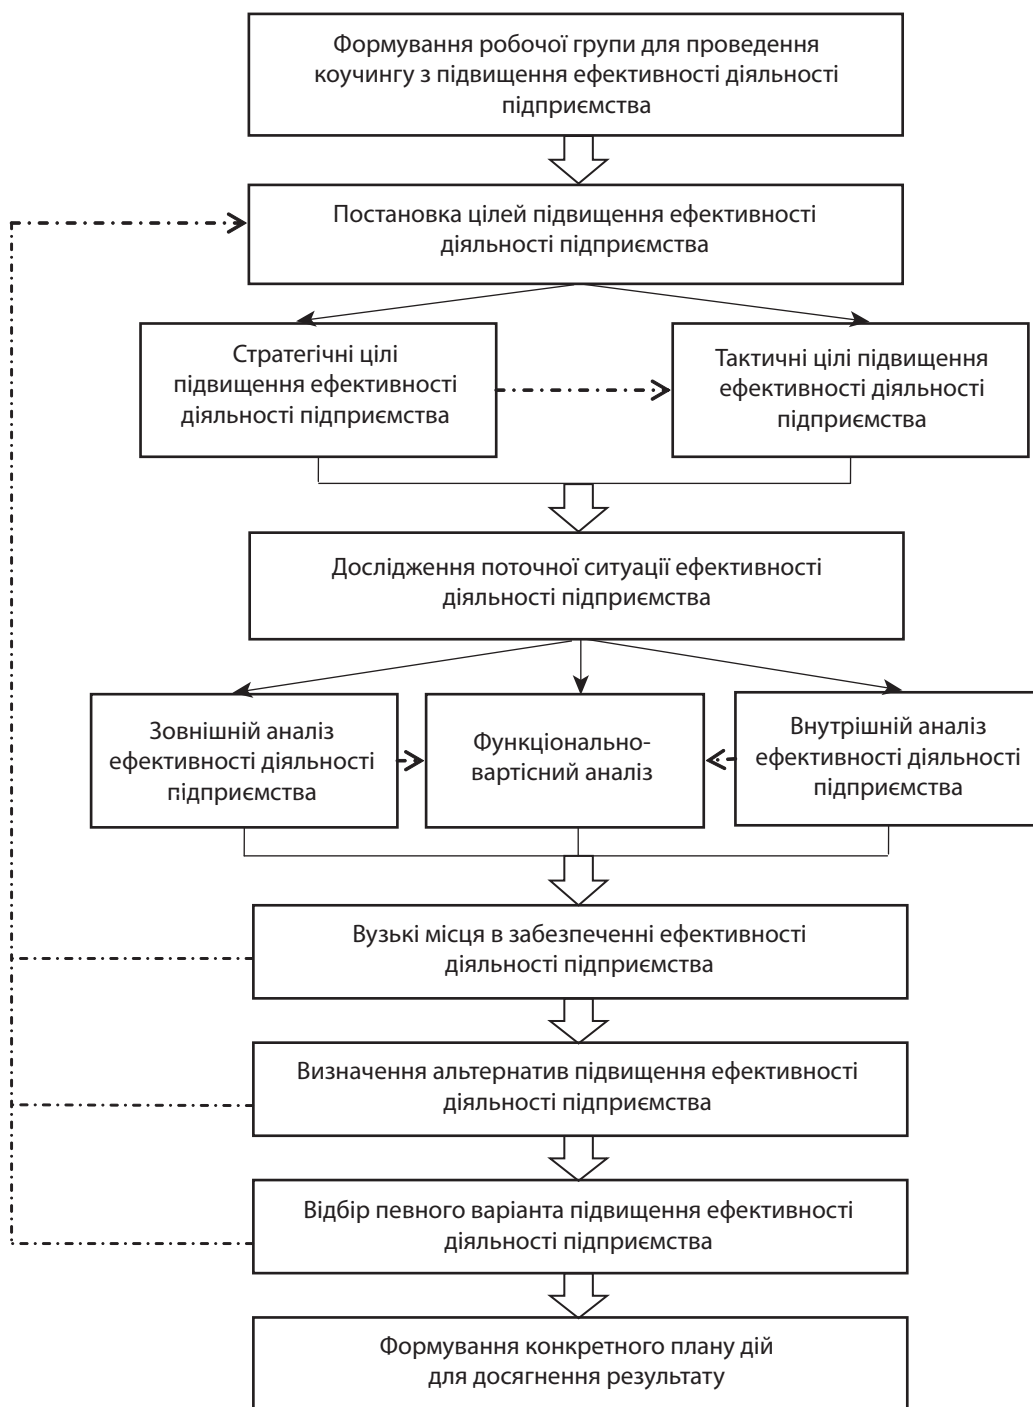 Формування робочої групи для проведення
коучингу з підвищення ефективності діяльності
підприємства
Постановка цілей підвищення ефективності
діяльності підприємства
Стратегічні цілі
підвищення ефективності
діяльності підприємства
Тактичні цілі підвищення
ефективності діяльності
підприємства
Дослідження поточної ситуації ефективності
діяльності підприємства
Зовнішній аналіз
ефективності діяльності
підприємства
Функціонально-
вартісний аналіз
Внутрішній аналіз
ефективності діяльності
підприємства
Вузькі місця в забезпеченні ефективності
діяльності підприємства
Визначення альтернатив підвищення ефективності
діяльності підприємства
Відбір певного варіанта підвищення ефективності
діяльності підприємства
Формування конкретного плану дій
для досягнення результату